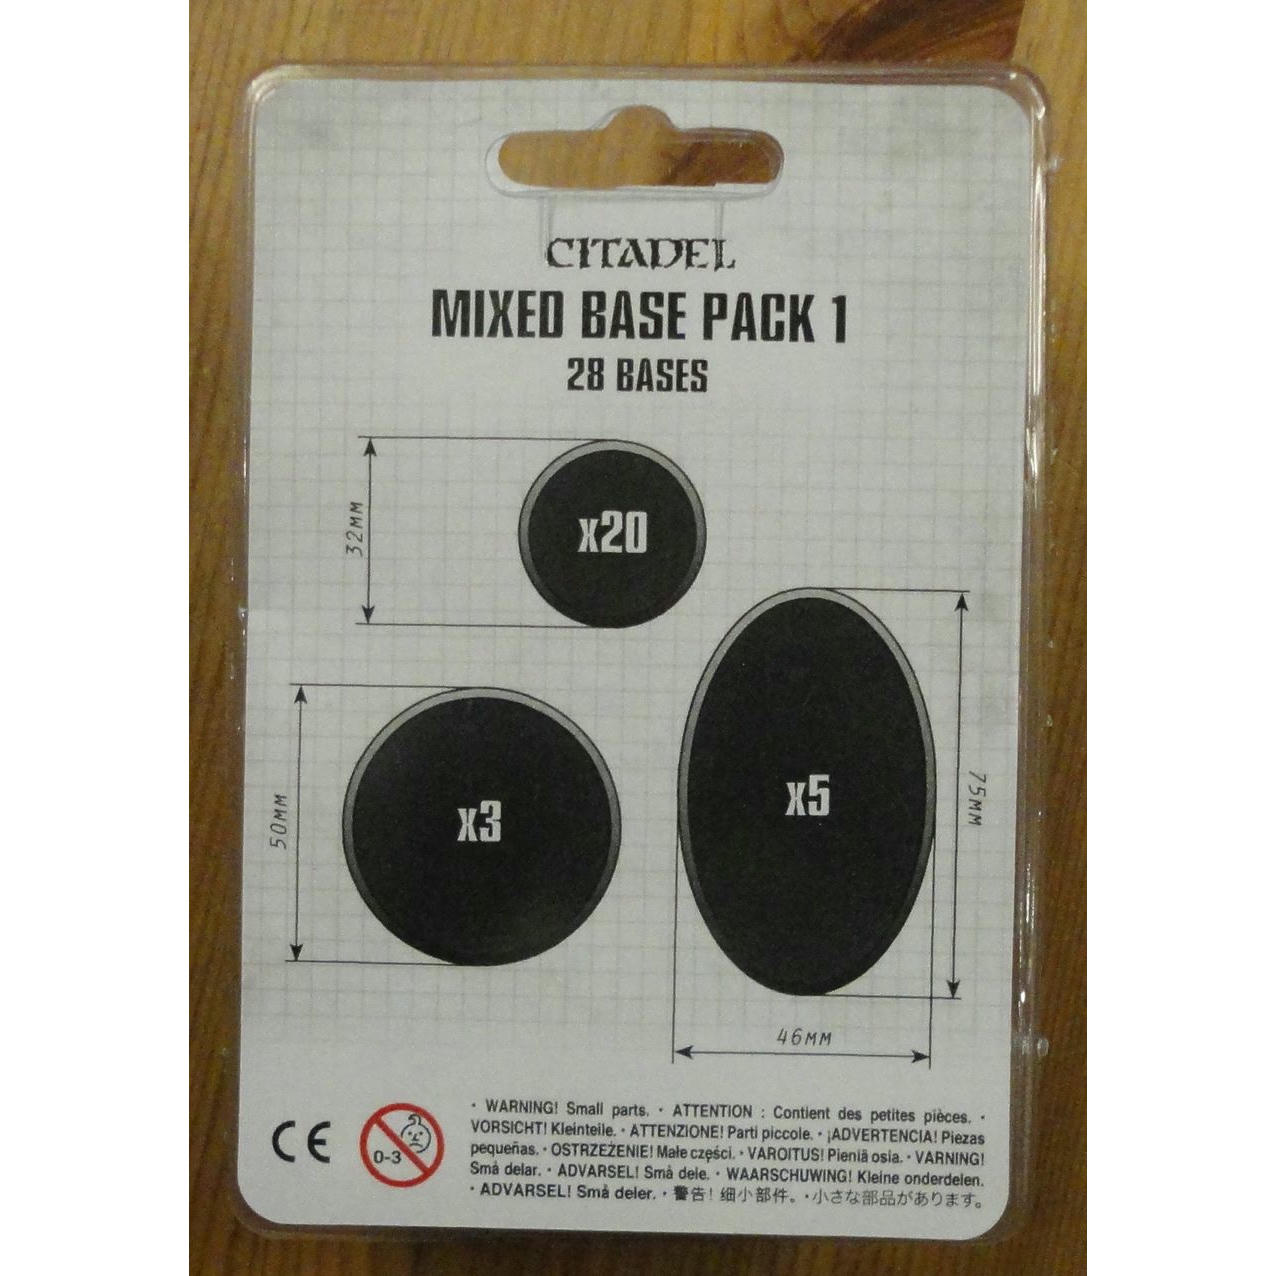 CITADEL
MIXED BASE PACK 1
28 BASES
32MM
x20
50MM
x3
x5
75MM
46MM
CE
0-3
· WARNING! Small parts. · ATTENTION : Contient des petites pièces. ·
VORSICHT! Kleinteile. · ATTENZIONE! Parti piccole. · ¡ADVERTENCIA! Piezas
pequeñas. · OSTRZEŻENIE! Małe części. · VAROITUS! Pieniä osia. · VARNING!
Små delar. · ADVARSEL! Små dele. · WAARSCHUWING! Kleine onderdelen.
· ADVARSEL! Små deler. · 警告! 细小部件。· 小さな部品があります。